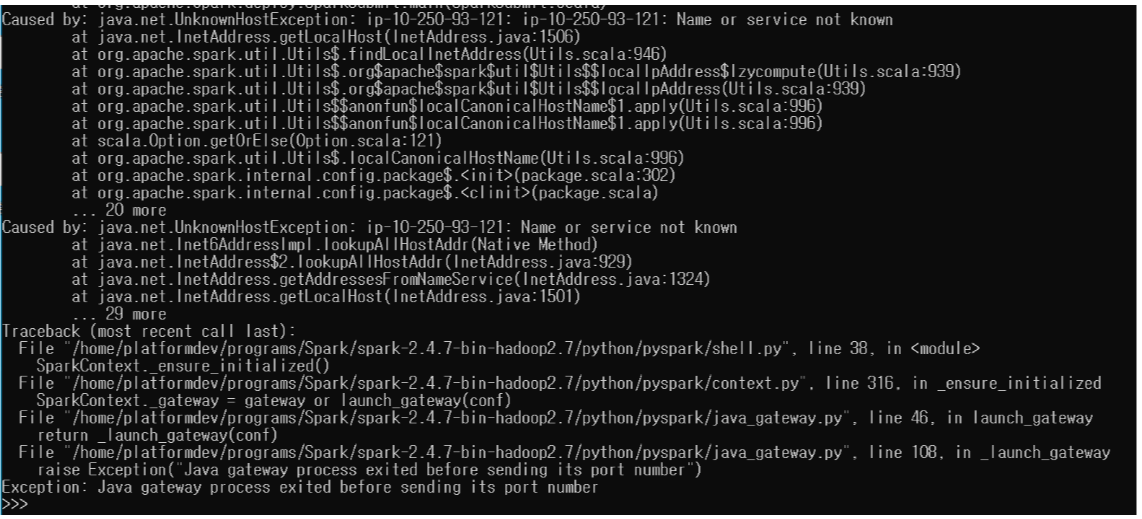 at org.apache.spark.deploy.SparkSubmit.main(SparkSubmit.scala)
Caused by: java.net.UnknownHostException: ip-10-250-93-121: ip-10-250-93-121: Name or service not known
at java.net.InetAddress.getLocalHost(InetAddress.java:1506)
at org.apache.spark.util.Utils$.findLocalInetAddress(Utils.scala:946)
at org.apache.spark.util.Utils$.org$apache$spark$util$Utils$$localIpAddress$lzycompute(Utils.scala:939)
at org.apache.spark.util.Utils$.org$apache$spark$util$Utils$$localIpAddress(Utils.scala:939)
at org.apache.spark.util.Utils$$anonfun$localCanonicalHostName$1.apply(Utils.scala:996)
at org.apache.spark.util.Utils$$anonfun$localCanonicalHostName$1.apply(Utils.scala:996)
at scala.Option.getOrElse(Option.scala:121)
at org.apache.spark.util.Utils$.localCanonicalHostName(Utils.scala:996)
at org.apache.spark.internal.config.package$.<init>(package.scala:302)
at org.apache.spark.internal.config.package$.<clinit>(package.scala)
... 20 more
Caused by: java.net.UnknownHostException: ip-10-250-93-121: Name or service not known
at java.net.Inet6AddressImpl.lookupAllHostAddr(Native Method)
at java.net.InetAddress$2.lookupAllHostAddr(InetAddress.java:929)
at java.net.InetAddress.getAddressesFromNameService(InetAddress.java:1324)
at java.net.InetAddress.getLocalHost(InetAddress.java:1501)
... 29 more
Traceback (most recent call last):
File "/home/platformdev/programs/Spark/spark-2.4.7-bin-hadoop2.7/python/pyspark/shell.py", line 38, in <module>
SparkContext._ensure_initialized()
File "/home/platformdev/programs/Spark/spark-2.4.7-bin-hadoop2.7/python/pyspark/context.py", line 316, in _ensure_initialized
SparkContext._gateway = gateway or launch_gateway(conf)
File "/home/platformdev/programs/Spark/spark-2.4.7-bin-hadoop2.7/python/pyspark/java_gateway.py", line 46, in launch_gateway
return _launch_gateway(conf)
File "/home/platformdev/programs/Spark/spark-2.4.7-bin-hadoop2.7/python/pyspark/java_gateway.py", line 108, in _launch_gateway
raise Exception("Java gateway process exited before sending its port number")
Exception: Java gateway process exited before sending its port number
>>>